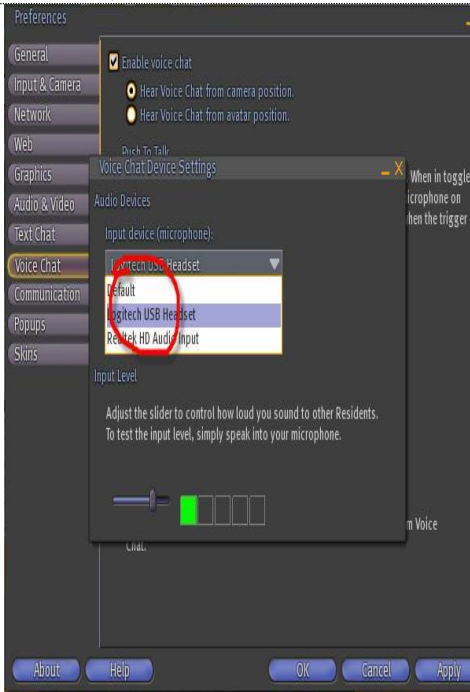 Preferences
General
Input & Camera
Network
Web
Graphics
Audio & Video
Text Chat
Voice Chat
Communication
Popups
Skins
Enable voice chat
Hear Voice Chat from camera position.
Hear Voice Chat from avatar position.
Push To Talk
When in toggle
icrophone on
hen the trigger
Voice Chat Device Settings
X
Audio Devices
Input device (microphone):
Logitech USB Headset
Default
Logitech USB Headset
Realtek HD Audio Input
Input Level
Adjust the slider to control how loud you sound to other Residents.
To test the input level, simply speak into your microphone.
m Voice
Chat.
About
Help
OK
Cancel
Apply